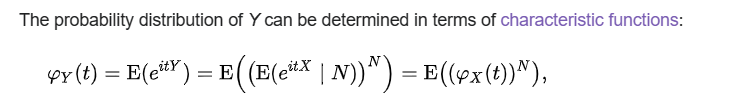 The probability distribution of Y can be determined in terms of characteristic functions:
φ_Y(t) = E(e^{itY}) = E((E(e^{itX} | N))^N) = E((φ_X(t))^N),